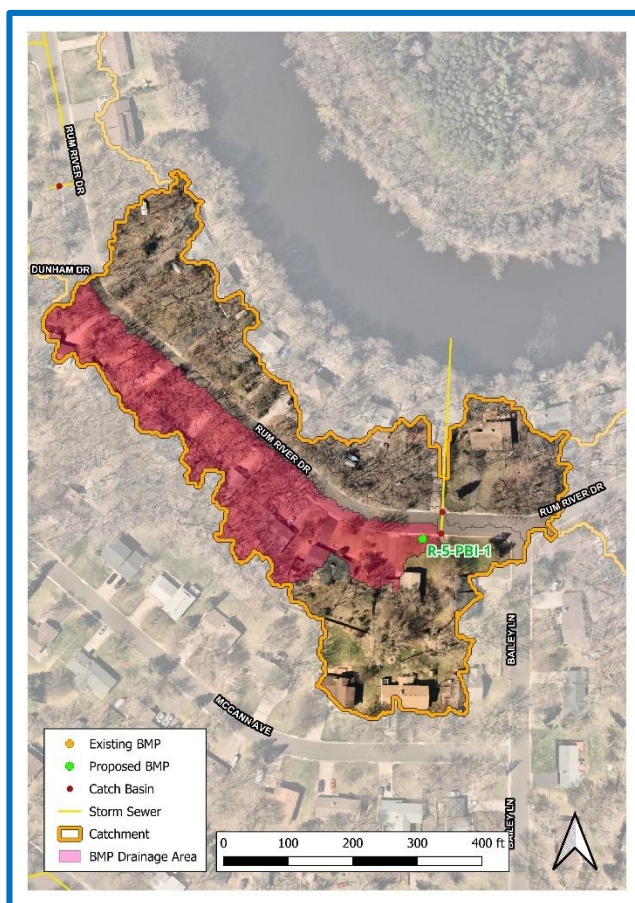 RUM RIVER DR
DUNHAM DR
RUM RIVER DR
RUM RIVER DR
R-5-PBI-1
BAILEY LN
MCCANN AVE
BAILEY LN
Existing BMP
Proposed BMP
Catch Basin
Storm Sewer
Catchment
BMP Drainage Area
0 100 200 300 400 ft